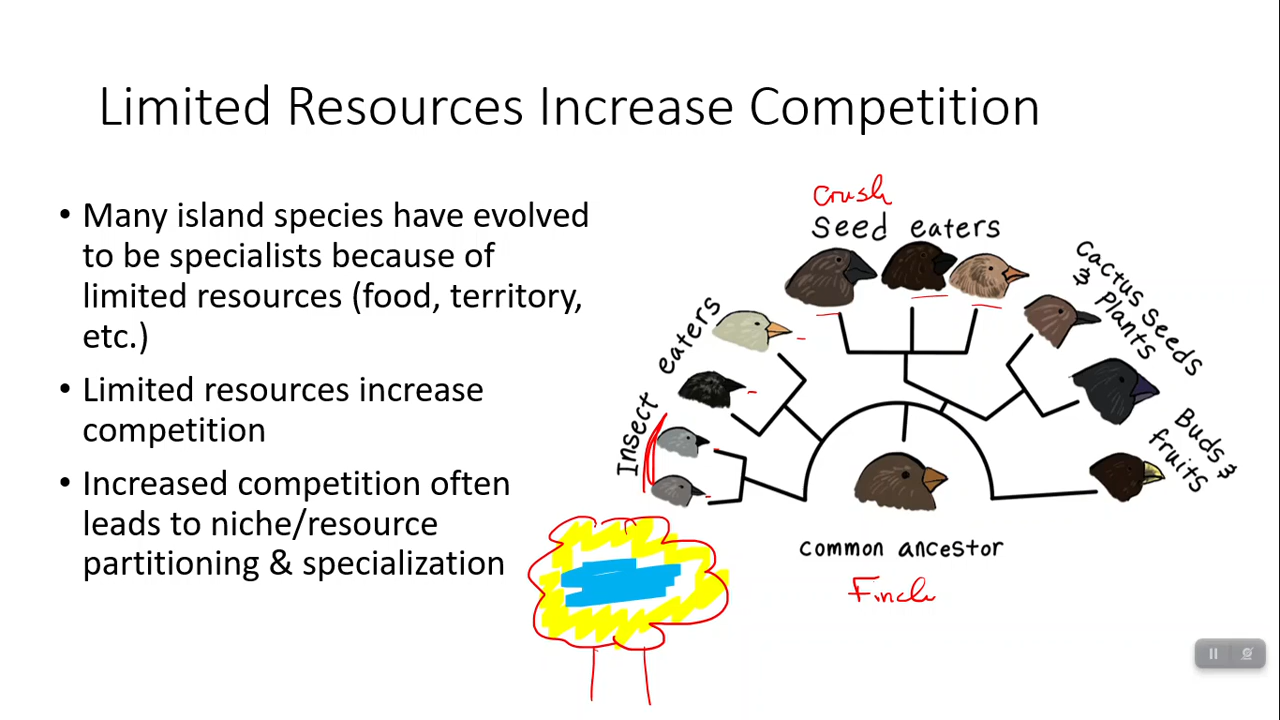 Limited Resources Increase Competition
• Many island species have evolved
to be specialists because of
limited resources (food, territory,
etc.)
• Limited resources increase
competition
• Increased competition often
leads to niche/resource
partitioning & specialization
Crush
Seed eaters
Insect eaters
Cactus Seeds
& Plants
Buds &
fruits
common ancestor
Finch